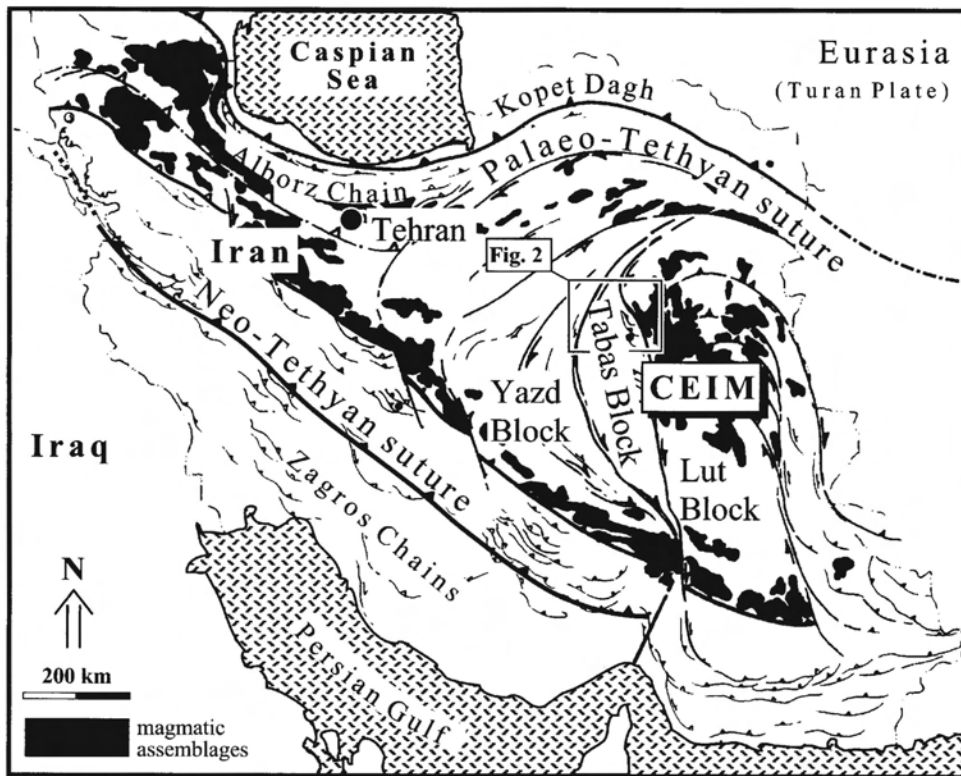 Caspian
Sea
Eurasia
(Turan Plate)
Kopet Dagh
Palaeo-Tethyan suture
Alborz Chain
Tehran
Iran
Fig. 2
Neo-Tethyan suture
Tabas Block
CEIM
Yazd
Block
Iraq
Lut
Block
Zagros Chains
N
Persian Gulf
200 km
magmatic
assemblages